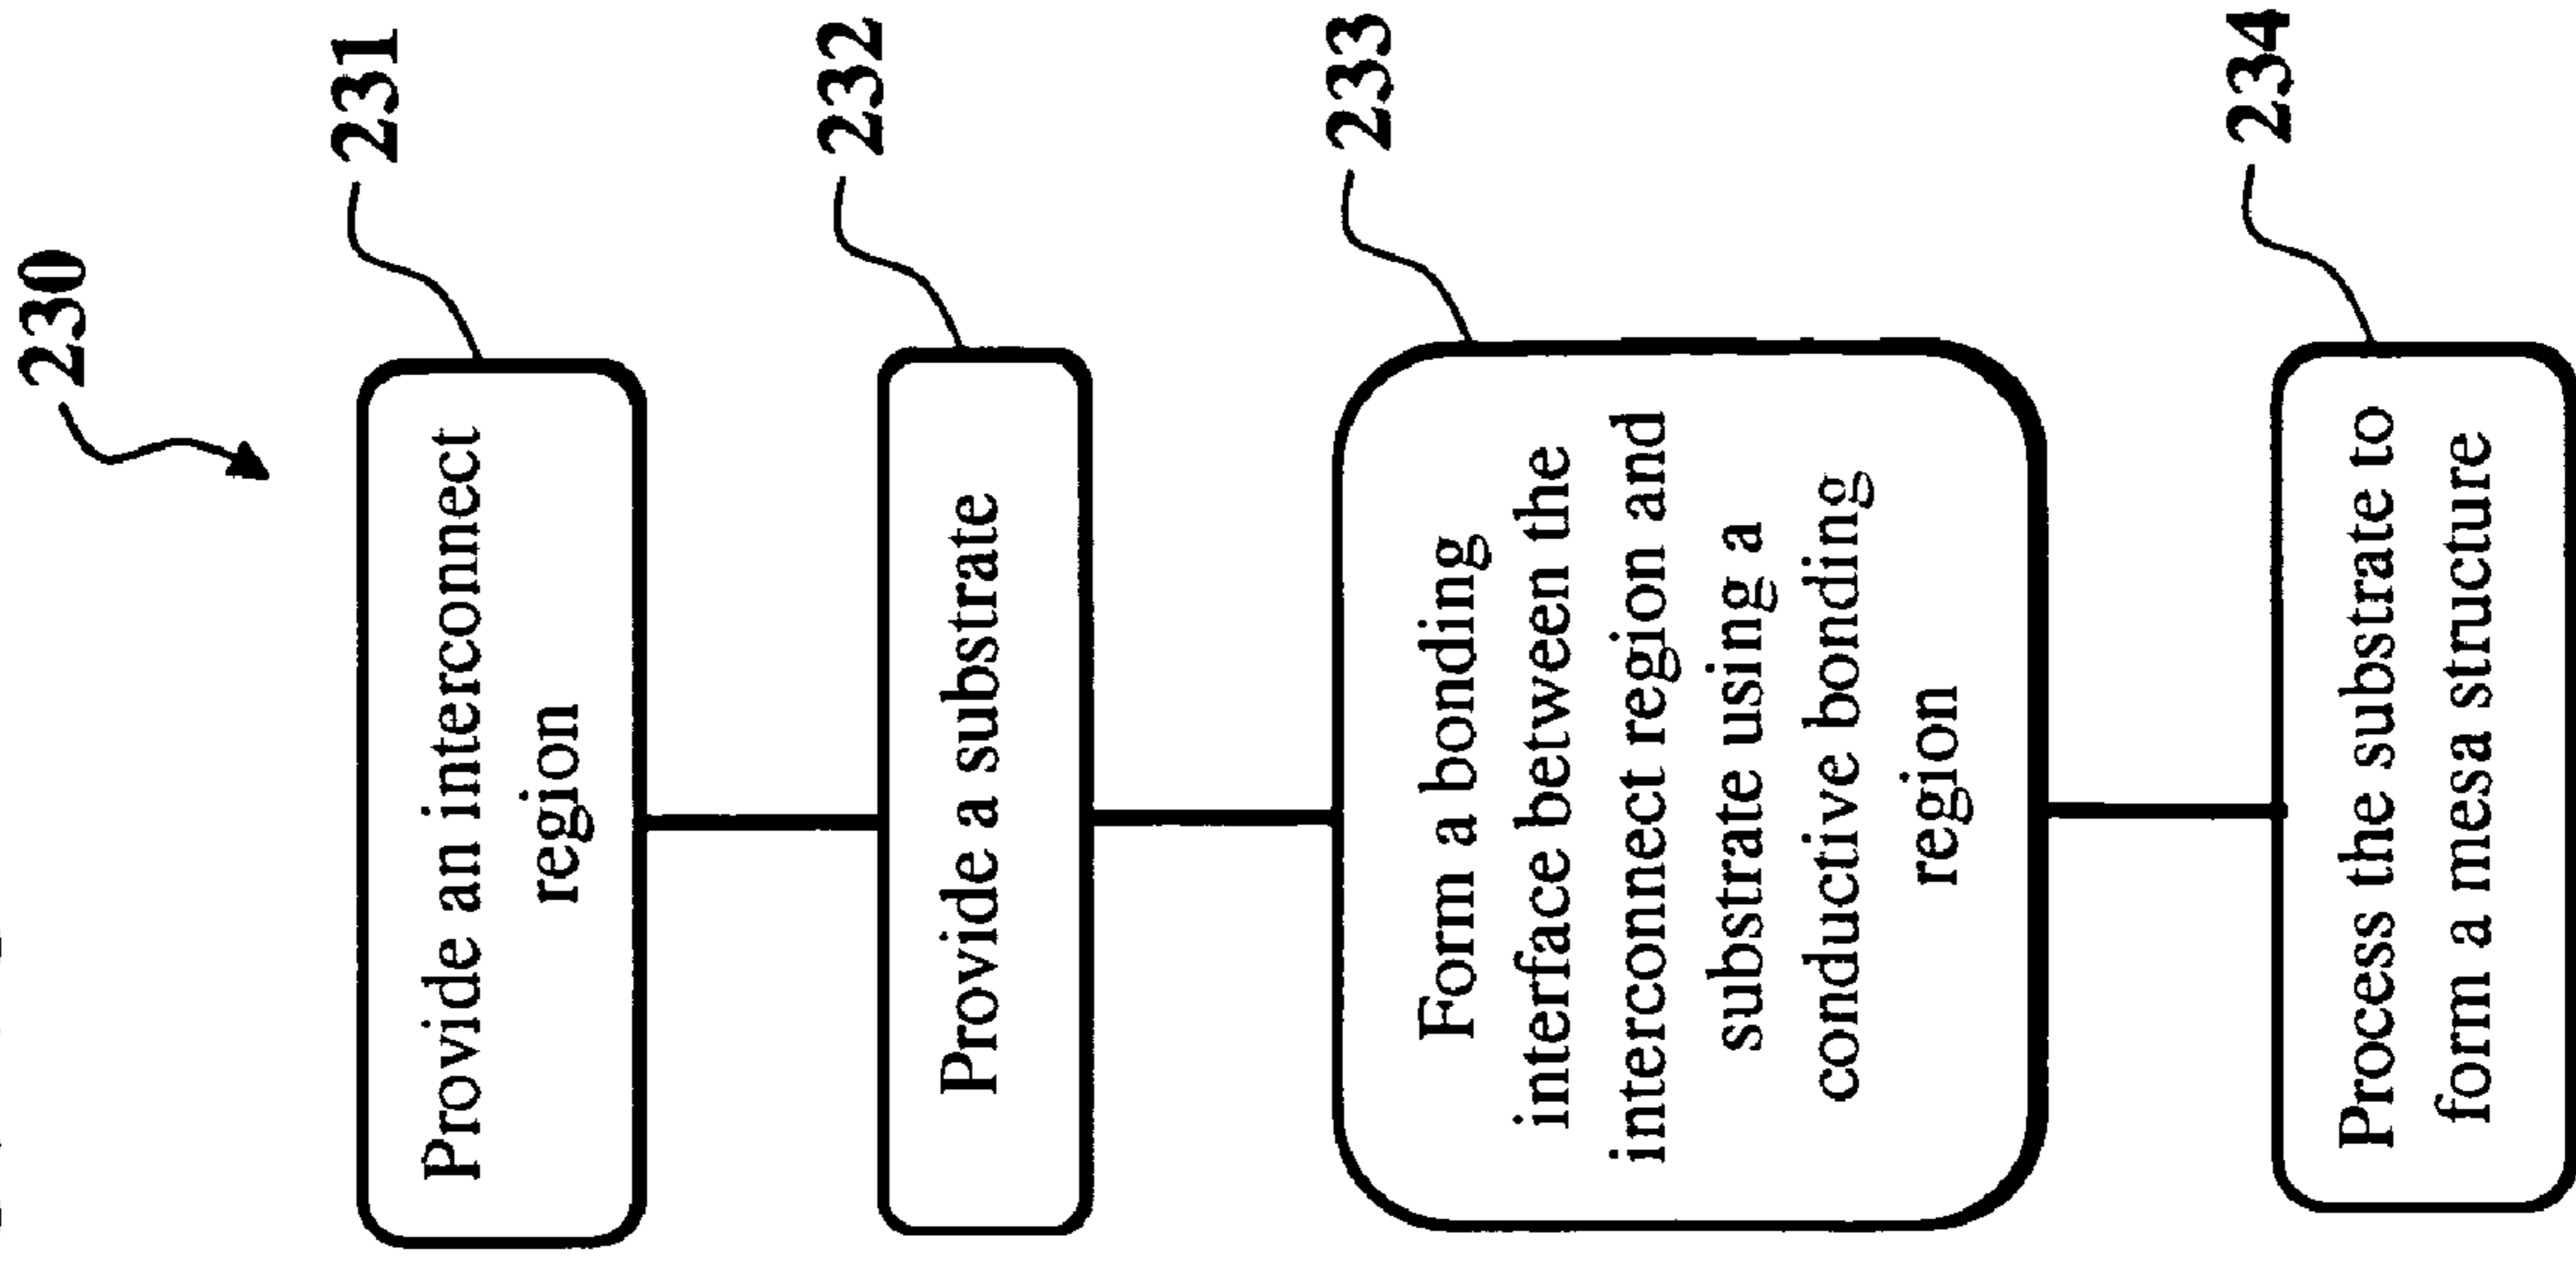 230
231
Provide an interconnect
region
232
Provide a substrate
233
Form a bonding
interface between the
interconnect region and
substrate using a
conductive bonding
region
234
Process the substrate to
form a mesa structure